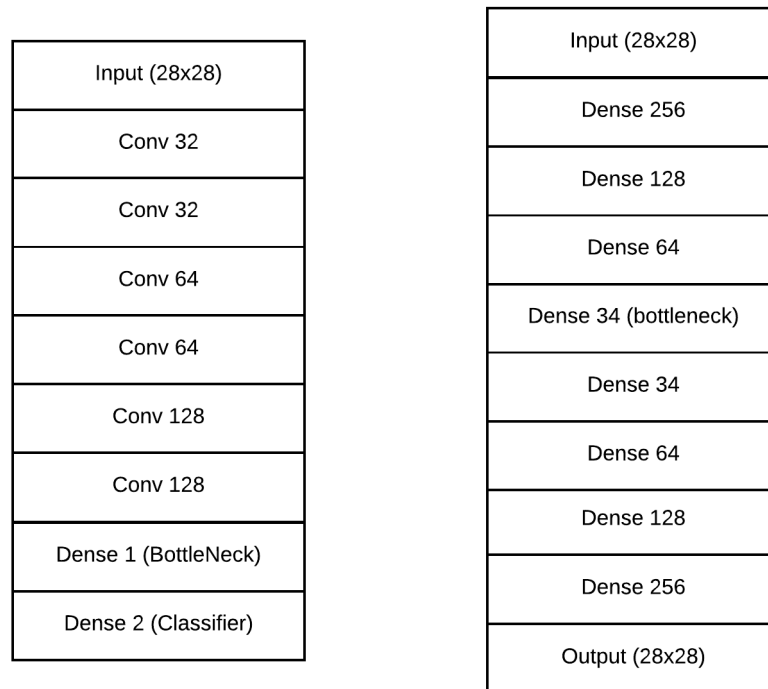 Input (28x28)
Conv 32
Conv 32
Conv 64
Conv 64
Conv 128
Conv 128
Dense 1 (BottleNeck)
Dense 2 (Classifier)
Input (28x28)
Dense 256
Dense 128
Dense 64
Dense 34 (bottleneck)
Dense 34
Dense 64
Dense 128
Dense 256
Output (28x28)